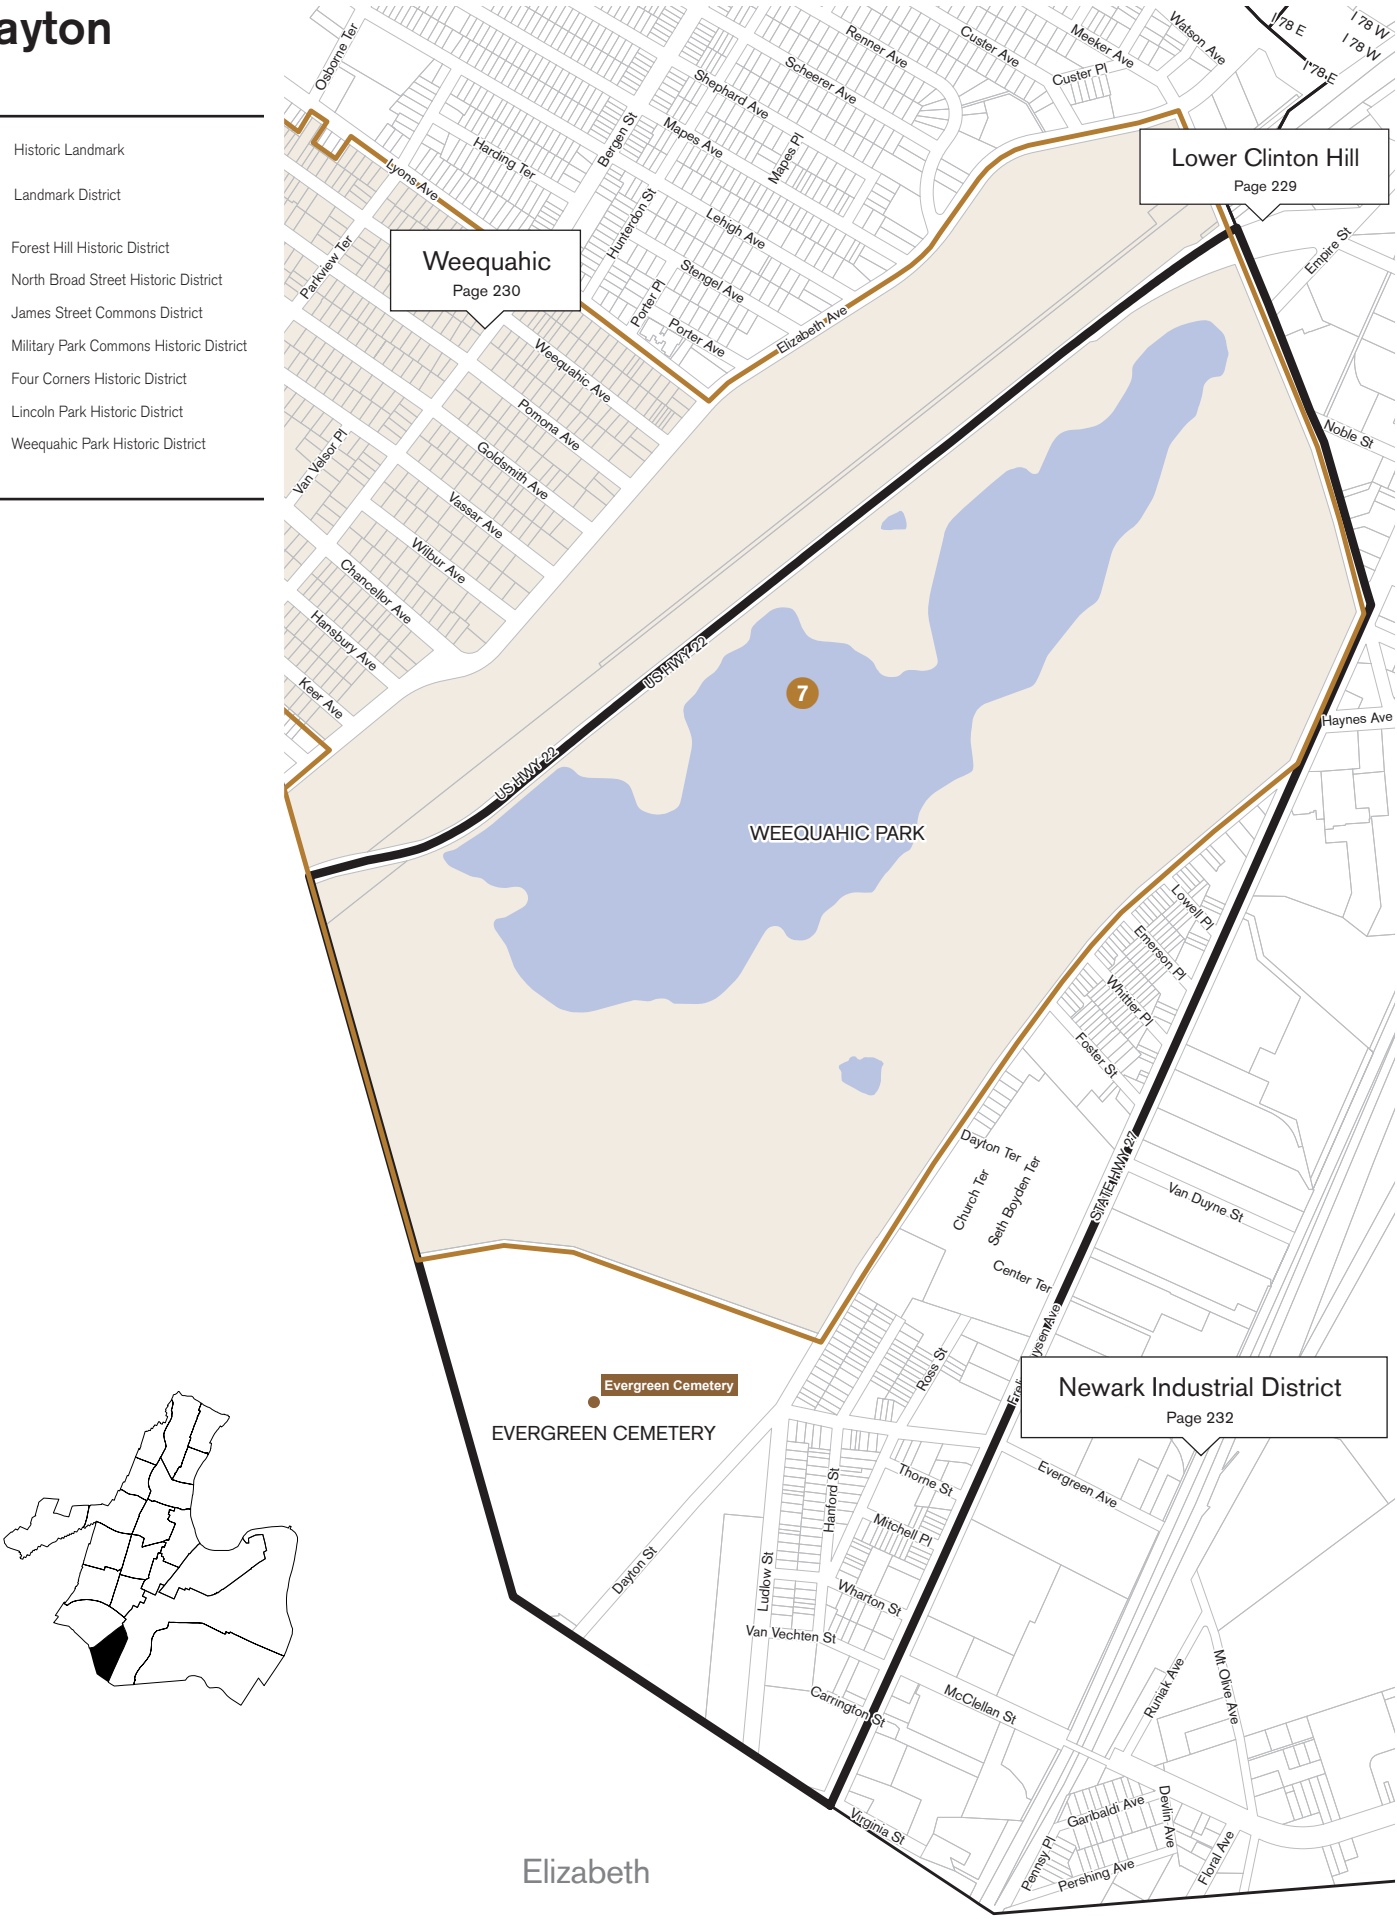 ayton
Historic Landmark
Landmark District
Forest Hill Historic District
North Broad Street Historic District
James Street Commons District
Military Park Commons Historic District
Four Corners Historic District
Lincoln Park Historic District
Weequahic Park Historic District
Osborne Ter
Renner Ave
Custer Ave
Meeker Ave
Watson Ave
I 78 E
I 78 W
I 78 W
I 78 E
Custer Pl
Scheerer Ave
Shephard Ave
Mapes Ave
Mapes Pl
Bergen St
Harding Ter
Lyons Ave
Hunterdon St
Lehigh Ave
Stengel Ave
Porter Pl
Porter Ave
Elizabeth Ave
Parkview Ter
Lower Clinton Hill
Page 229
Weequahic
Page 230
Empire St
Noble St
Weequahic Ave
Pomona Ave
Goldsmith Ave
Van Velsor Pl
Vassar Ave
Wilbur Ave
Chancellor Ave
Hansbury Ave
Keer Ave
US HWY 22
US HWY 22
7
WEEQUAHIC PARK
Haynes Ave
Lowell Pl
Emerson Pl
Whittier Pl
Foster St
Dayton Ter
Church Ter
Seth Boyden Ter
Center Ter
STATE HWY 27
Van Duyne St
Newark Industrial District
Page 232
Evergreen Cemetery
EVERGREEN CEMETERY
Ross St
Thorne St
Evergreen Ave
Hanford St
Mitchell Pl
Dayton St
Ludlow St
Wharton St
Van Vechten St
Carrington St
McClellan St
Runiak Ave
Mt Olive Ave
Virginia St
Garibaldi Ave
Devlin Ave
Pennsy Pl
Pershing Ave
Floral Ave
Elizabeth